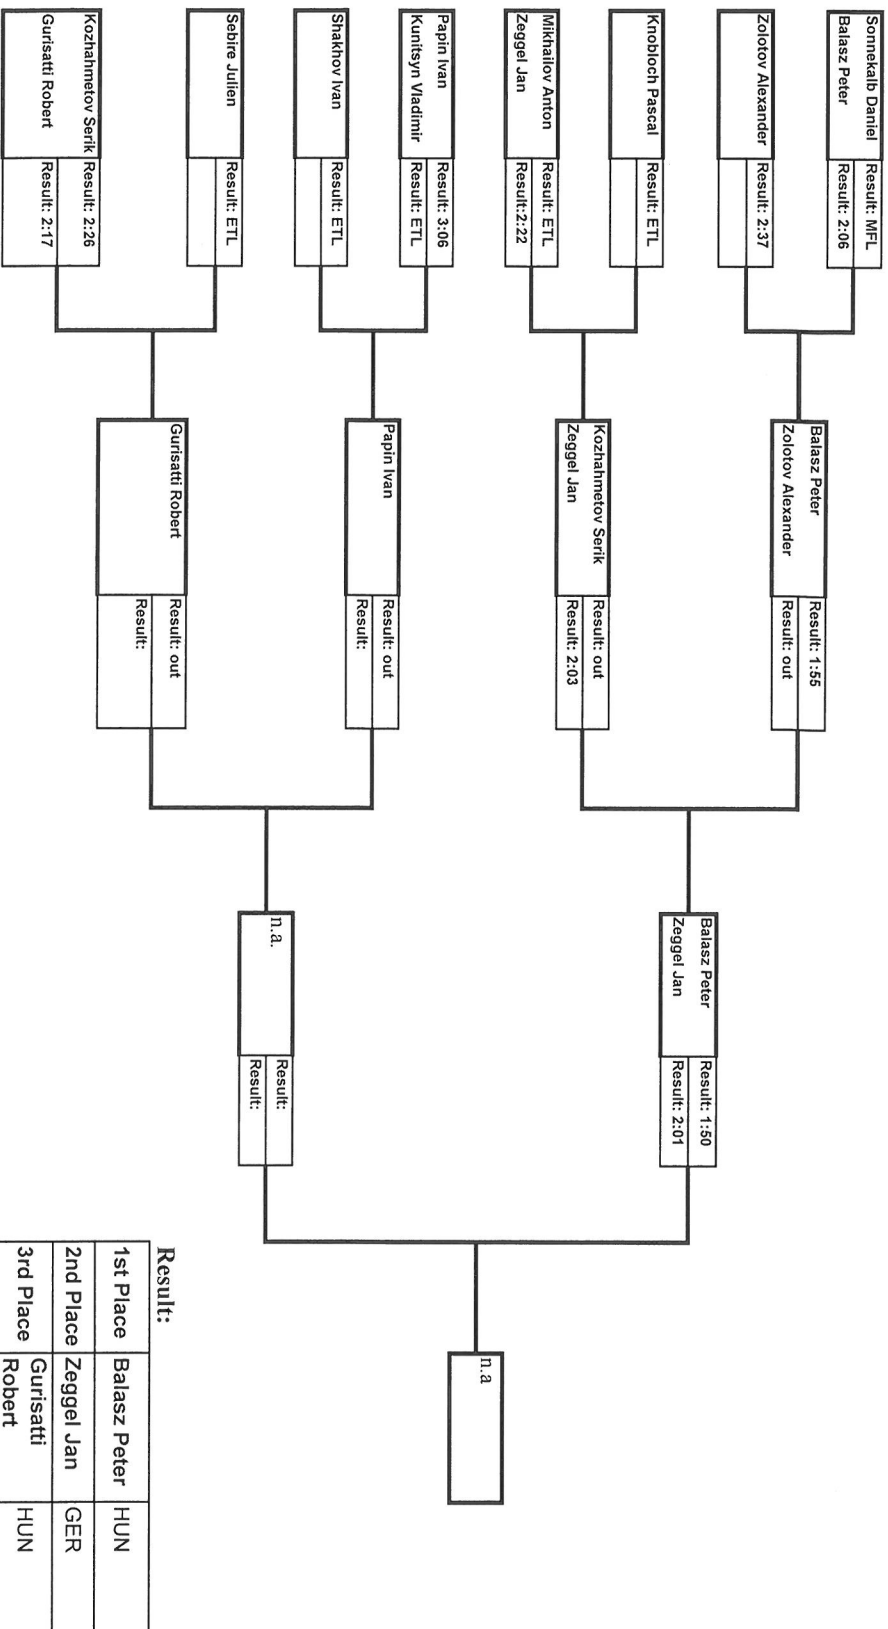 Sonnekalb Daniel
Balasz Peter
Result: MFL
Result: 2:06
Zolotov Alexander
Result: 2:37
Knobloch Pascal
Result: ETL
Mikhailov Anton
Zeggel Jan
Result: ETL
Result:2:22
Papin Ivan
Kunitsyn Vladimir
Result: 3:06
Result: ETL
Shakhov Ivan
Result: ETL
Sebire Julien
Result: ETL
Kozhahmetov Serik
Gurisatti Robert
Result: 2:26
Result: 2:17
Balasz Peter
Zolotov Alexander
Result: 1:55
Result: out
Kozhahmetov Serik
Zeggel Jan
Result: out
Result: 2:03
Papin Ivan
Result: out
Result:
Gurisatti Robert
Result: out
Result:
Balasz Peter
Zeggel Jan
Result: 1:50
Result: 2:01
n.a.
Result:
Result:
n.a
Result:
1st Place Balasz Peter HUN
2nd Place Zeggel Jan GER
3rd Place Gurisatti HUN
Robert